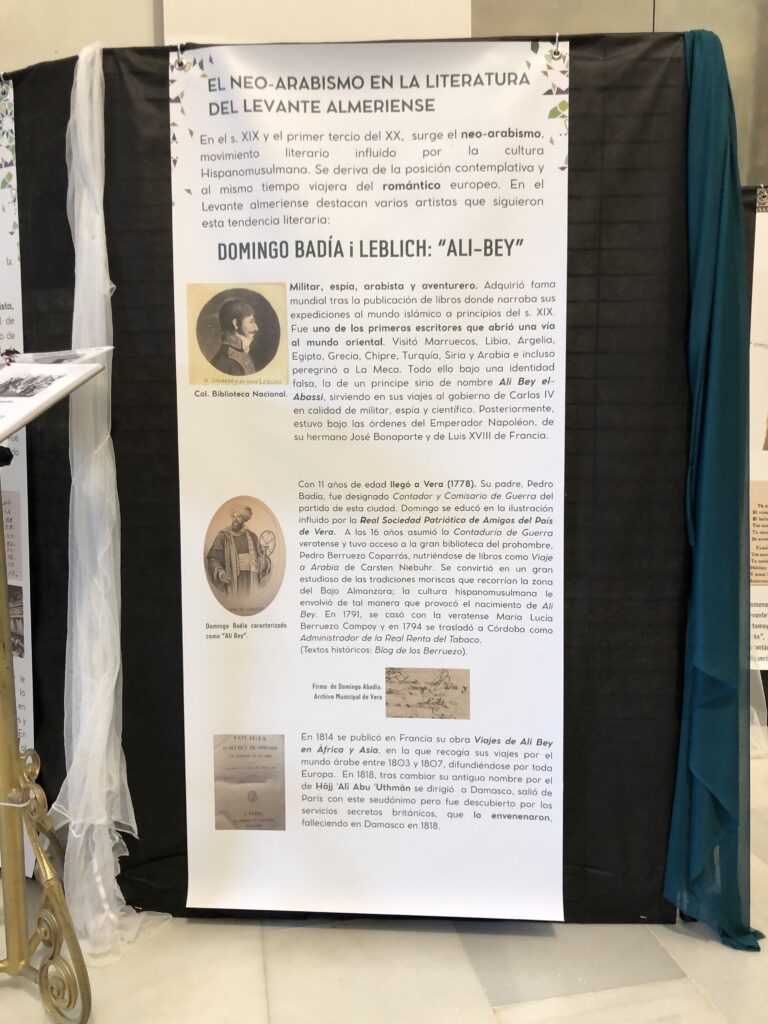 EL NEO-ARABISMO EN LA LITERATURA
DEL LEVANTE ALMERIENSE
En el s. XIX y el primer tercio del XX, surge el neo-arabismo,
movimiento literario influido por la cultura
Hispanomusulmana. Se deriva de la posición contemplativa y
al mismo tiempo viajera del romántico europeo. En el
Levante almeriense destacan varios artistas que siguieron
esta tendencia literaria:
DOMINGO BADÍA i LEBLICH: "ALI-BEY"
Militar, espía, arabista y aventurero. Adquirió fama
mundial tras la publicación de libros donde narraba sus
expediciones al mundo islámico a principios del s. XIX.
Fue uno de los primeros escritores que abrió una vía
al mundo oriental. Visitó Marruecos, Libia, Argelia,
Egipto, Grecia, Chipre, Turquía, Siria y Arabia e incluso
peregrinó a La Meca. Todo ello bajo una identidad
falsa, la de un principe sirio de nombre Ali Bey el-
Abassi, sirviendo en sus viajes al gobierno de Carlos IV
en calidad de militar, espía y científico. Posteriormente,
estuvo bajo las órdenes del Emperador Napoleón, de
su hermano José Bonaparte y de Luis XVIII de Francia.
Col. Biblioteca Nacional.
Con 11 años de edad llegó a Vera (1778). Su padre, Pedro
Badía, fue designado Contador y Comisario de Guerra del
partido de esta ciudad. Domingo se educó en la ilustración
influido por la Real Sociedad Patriótica de Amigos del País
de Vera. A los 16 años asumió la Contaduría de Guerra
veratense y tuvo acceso a la gran biblioteca del prohombre,
Pedro Berruezo Caparrós, nutriéndose de libros como Viaje
a Arabia de Carsten Niebuhr. Se convirtió en un gran
estudioso de las tradiciones moriscas que recorrían la zona
del Bajo Almanzora; la cultura hispanomusulmana le
envolvió de tal manera que provocó el nacimiento de Ali
Bey. En 1791, se casó con la veratense María Lucía
Berruezo Campoy y en 1794 se trasladó a Córdoba como
Administrador de la Real Renta del Tabaco.
(Textos históricos: Blog de los Berruezo).
Domingo Badía caracterizado
como "Ali Bey".
Firma de Domingo Abadía.
Archivo Municipal de Vera
VOYAGES
D'ALI BEY EL ABBASSI
A PARIS
En 1814 se publicó en Francia su obra Viajes de Ali Bey
en África y Asia, en la que recogía sus viajes por el
mundo árabe entre 1803 y 1807, difundiéndose por toda
Europa. En 1818, tras cambiar su antiguo nombre por el
de Ḥājj 'Alī Abu 'Uthmān se dirigió a Damasco, salió de
París con este seudónimo pero fue descubierto por los
servicios secretos británicos, que lo envenenaron,
falleciendo en Damasco en 1818.